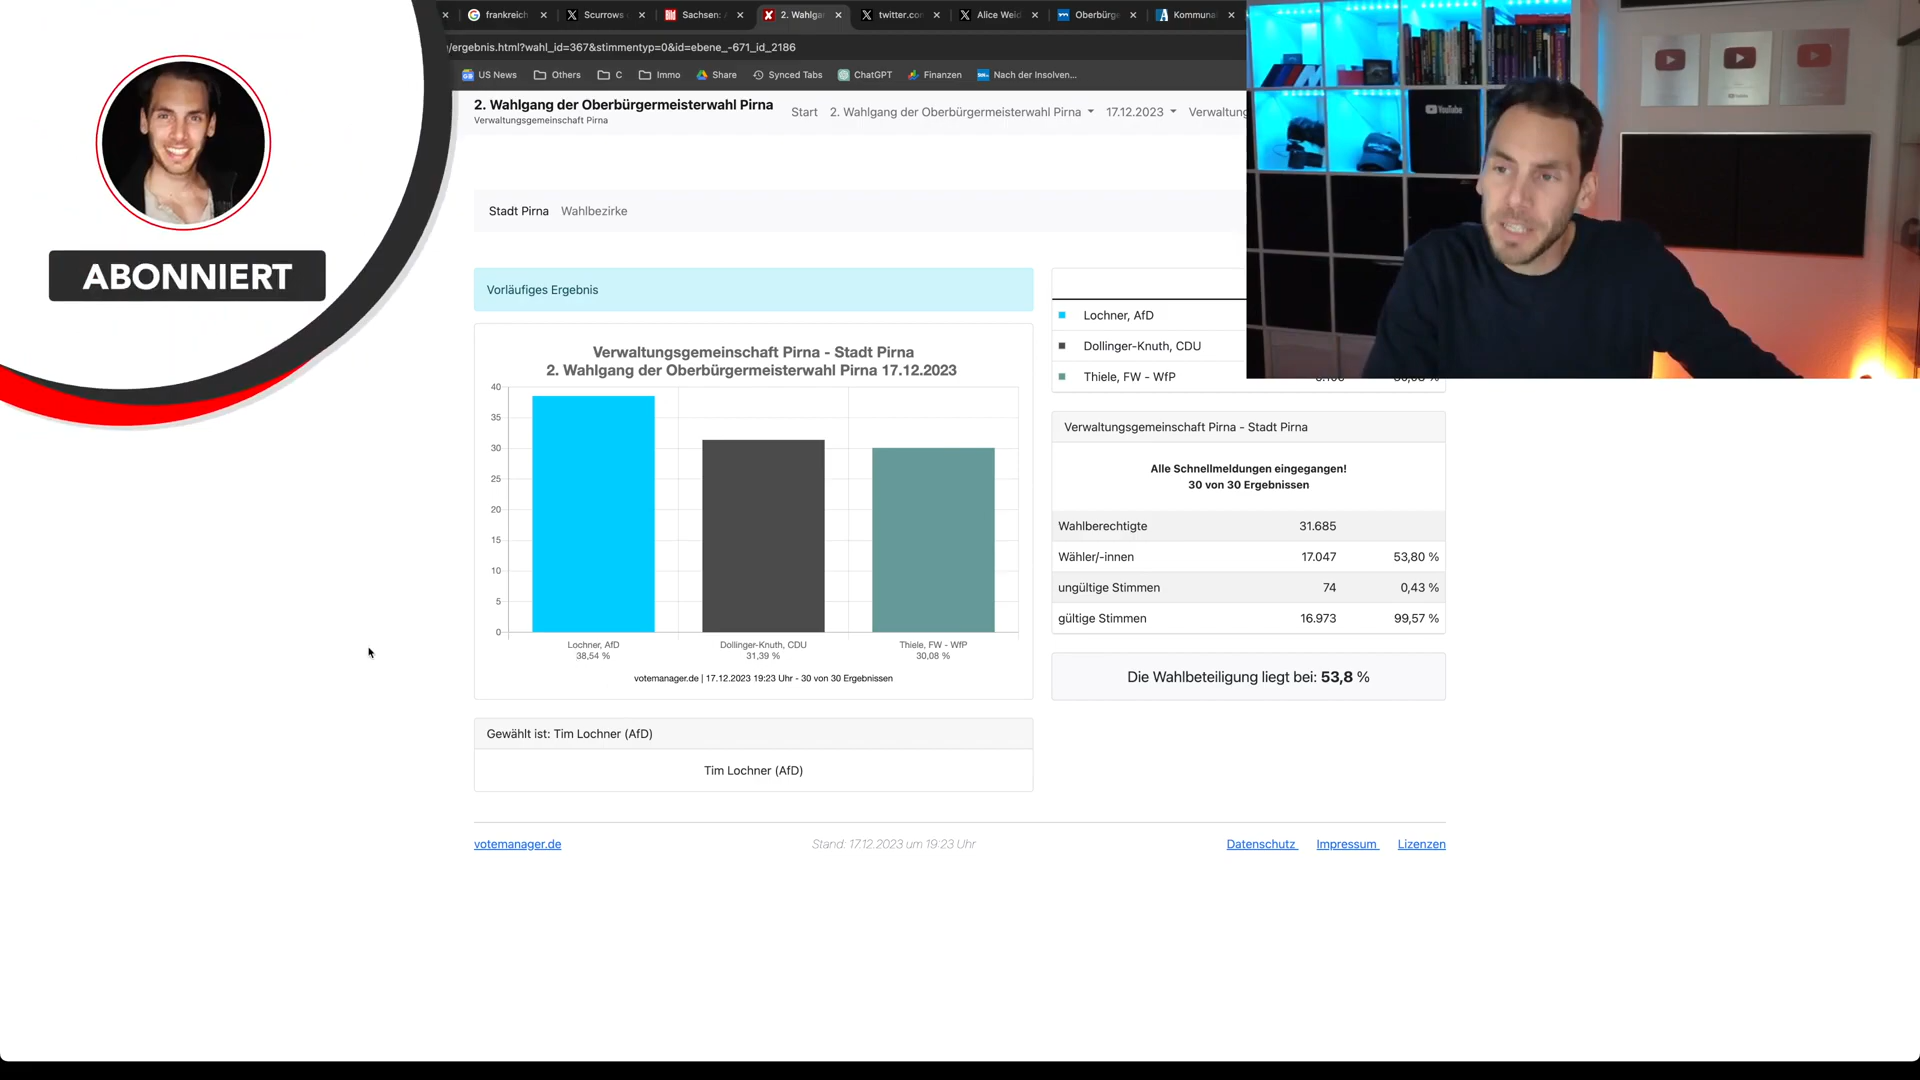 frankreich
Scurrows
Sachsen:
2. Wahlga
twitter.co
Alice Weid
Oberbürg
Kommuna
/ergebnis.html?wahl_id=367&stimmentyp=0&id=ebene_-671_id_2186
US News
Others
C
Immo
Share
Synced Tabs
ChatGPT
Finanzen
Nach der Insolven...
ABONNIERT
YouTube
2. Wahlgang der Oberbürgermeisterwahl Pirna
Verwaltungsgemeinschaft Pirna
Start
2. Wahlgang der Oberbürgermeisterwahl Pirna
17.12.2023
Verwaltung
Stadt Pirna
Wahlbezirke
Vorläufiges Ergebnis
Verwaltungsgemeinschaft Pirna - Stadt Pirna
2. Wahlgang der Oberbürgermeisterwahl Pirna 17.12.2023
40
35
30
25
20
15
10
5
0
Lochner, AfD
38,54 %
Dollinger-Knuth, CDU
31,39 %
Thiele, FW - WfP
30,08 %
votemanager.de | 17.12.2023 19:23 Uhr - 30 von 30 Ergebnissen
Gewählt ist: Tim Lochner (AfD)
Tim Lochner (AfD)
Lochner, AfD
Dollinger-Knuth, CDU
Thiele, FW - WfP
Verwaltungsgemeinschaft Pirna - Stadt Pirna
Alle Schnellmeldungen eingegangen!
30 von 30 Ergebnissen
Wahlberechtigte 31.685
Wähler/-innen 17.047 53,80 %
ungültige Stimmen 74 0,43 %
gültige Stimmen 16.973 99,57 %
Die Wahlbeteiligung liegt bei: 53,8 %
votemanager.de
Stand: 17.12.2023 um 19:23 Uhr
Datenschutz
Impressum
Lizenzen